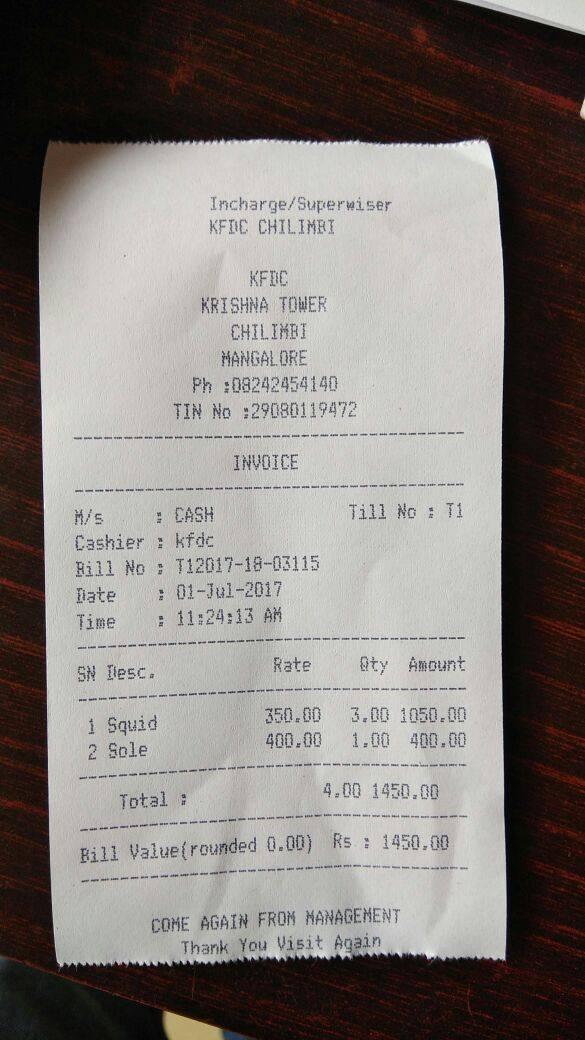 Incharge/Superwiser
KFDC CHILIMBI
KFDC
KRISHNA TOWER
CHILIMBI
MANGALORE
Ph :08242454140
TIN No :29080119472
INVOICE
M/s : CASH Till No : T1
Cashier : kfdc
Bill No : T12017-18-03115
Date : 01-Jul-2017
Time : 11:24:13 AM
SN Desc. Rate Qty Amount
1 Squid 350.00 3.00 1050.00
2 Sole 400.00 1.00 400.00
Total : 4.00 1450.00
Bill Value(rounded 0.00) Rs : 1450.00
COME AGAIN FROM MANAGEMENT
Thank You Visit Again